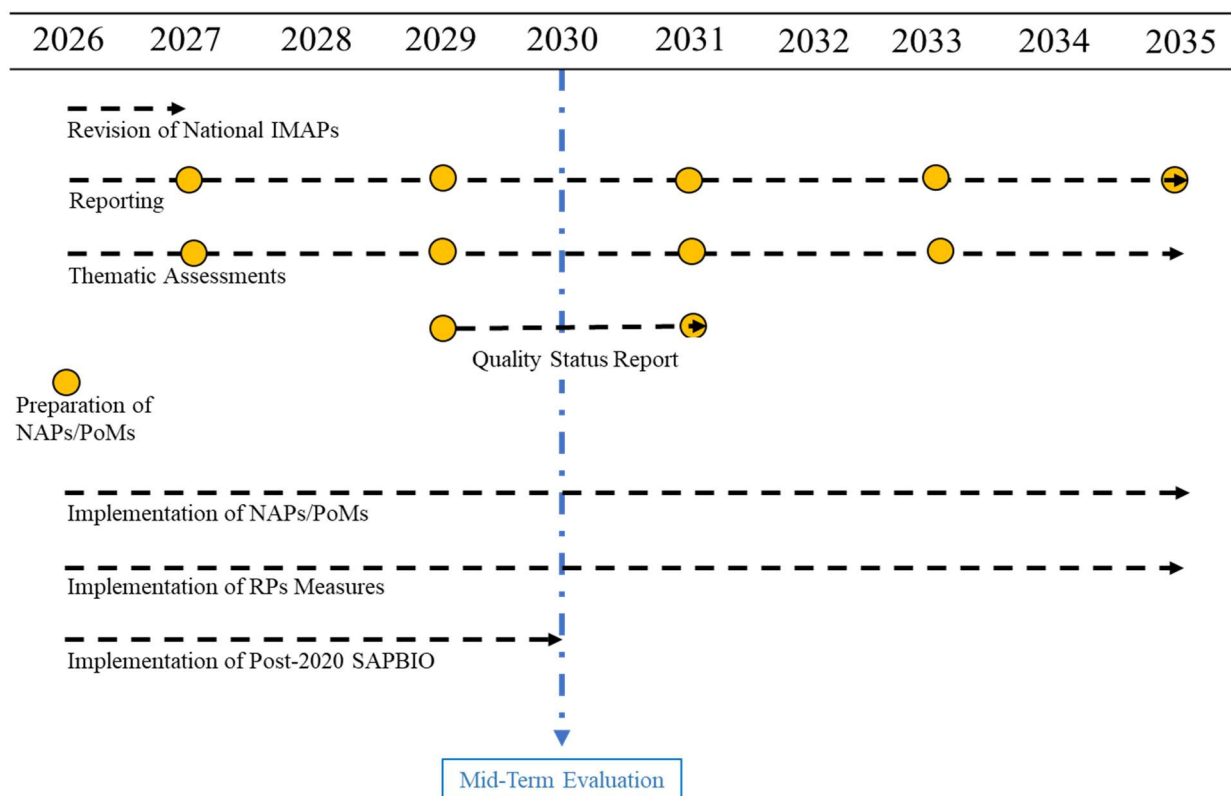 2026 2027 2028 2029 2030 2031 2032 2033 2034 2035
Revision of National IMAPs
Reporting
Thematic Assessments
Quality Status Report
Preparation of
NAPs/PoMs
Implementation of NAPs/PoMs
Implementation of RPs Measures
Implementation of Post-2020 SAPBIO
Mid-Term Evaluation